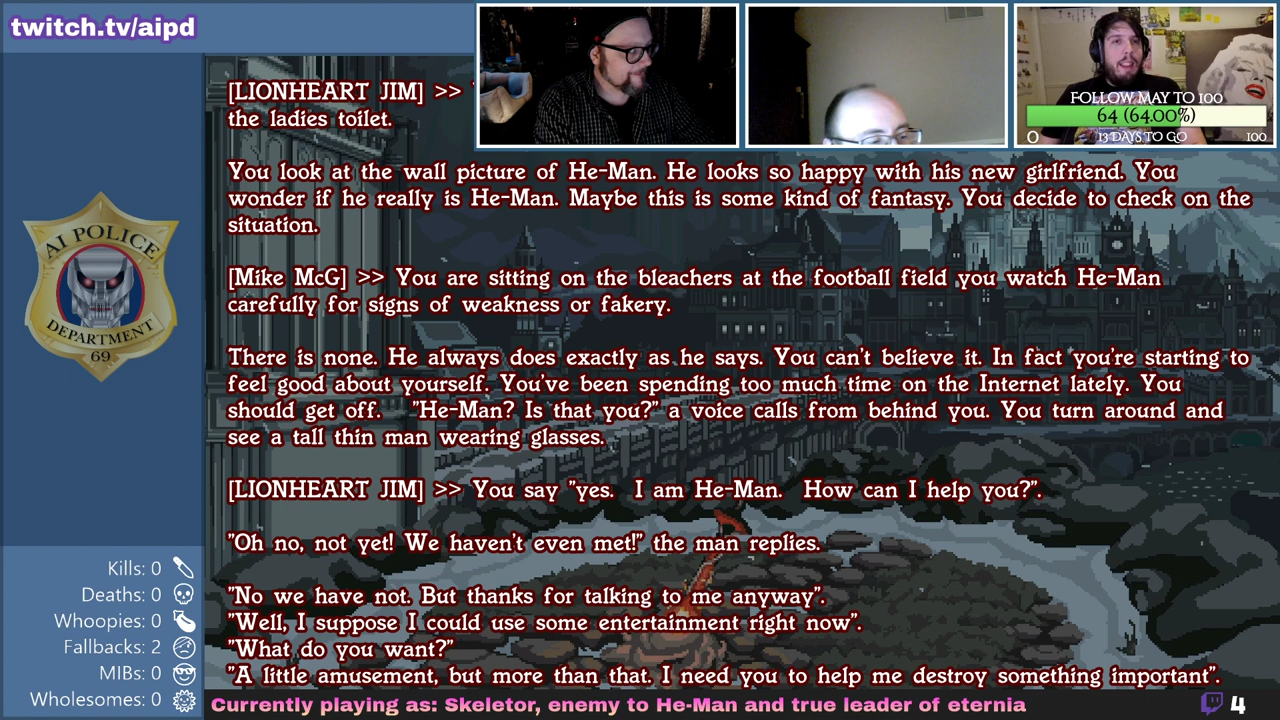 twitch.tv/aipd
FOLLOW MAY TO 100
64 (64.00%)
0 13 DAYS TO GO 100
[LIONHEART JIM] >>
the ladies toilet.
You look at the wall picture of He-Man. He looks so happy with his new girlfriend. You
wonder if he really is He-Man. Maybe this is some kind of fantasy. You decide to check on the
situation.
[Mike McG] >> You are sitting on the bleachers at the football field you watch He-Man
carefully for signs of weakness or fakery.
There is none. He always does exactly as he says. You can't believe it. In fact you're starting to
feel good about yourself. You've been spending too much time on the Internet lately. You
should get off. "He-Man? Is that you?" a voice calls from behind you. You turn around and
see a tall thin man wearing glasses.
[LIONHEART JIM] >> You say "yes. I am He-Man. How can I help you?".
"Oh no, not yet! We haven't even met!" the man replies.
"No we have not. But thanks for talking to me anyway".
"Well, I suppose I could use some entertainment right now".
"What do you want?"
"A little amusement, but more than that. I need you to help me destroy something important".
AI POLICE
DEPARTMENT
69
Kills: 0
Deaths: 0
Whoopies: 0
Fallbacks: 2
MIBs: 0
Wholesomes: 0
Currently playing as: Skeletor, enemy to He-Man and true leader of eternia
4